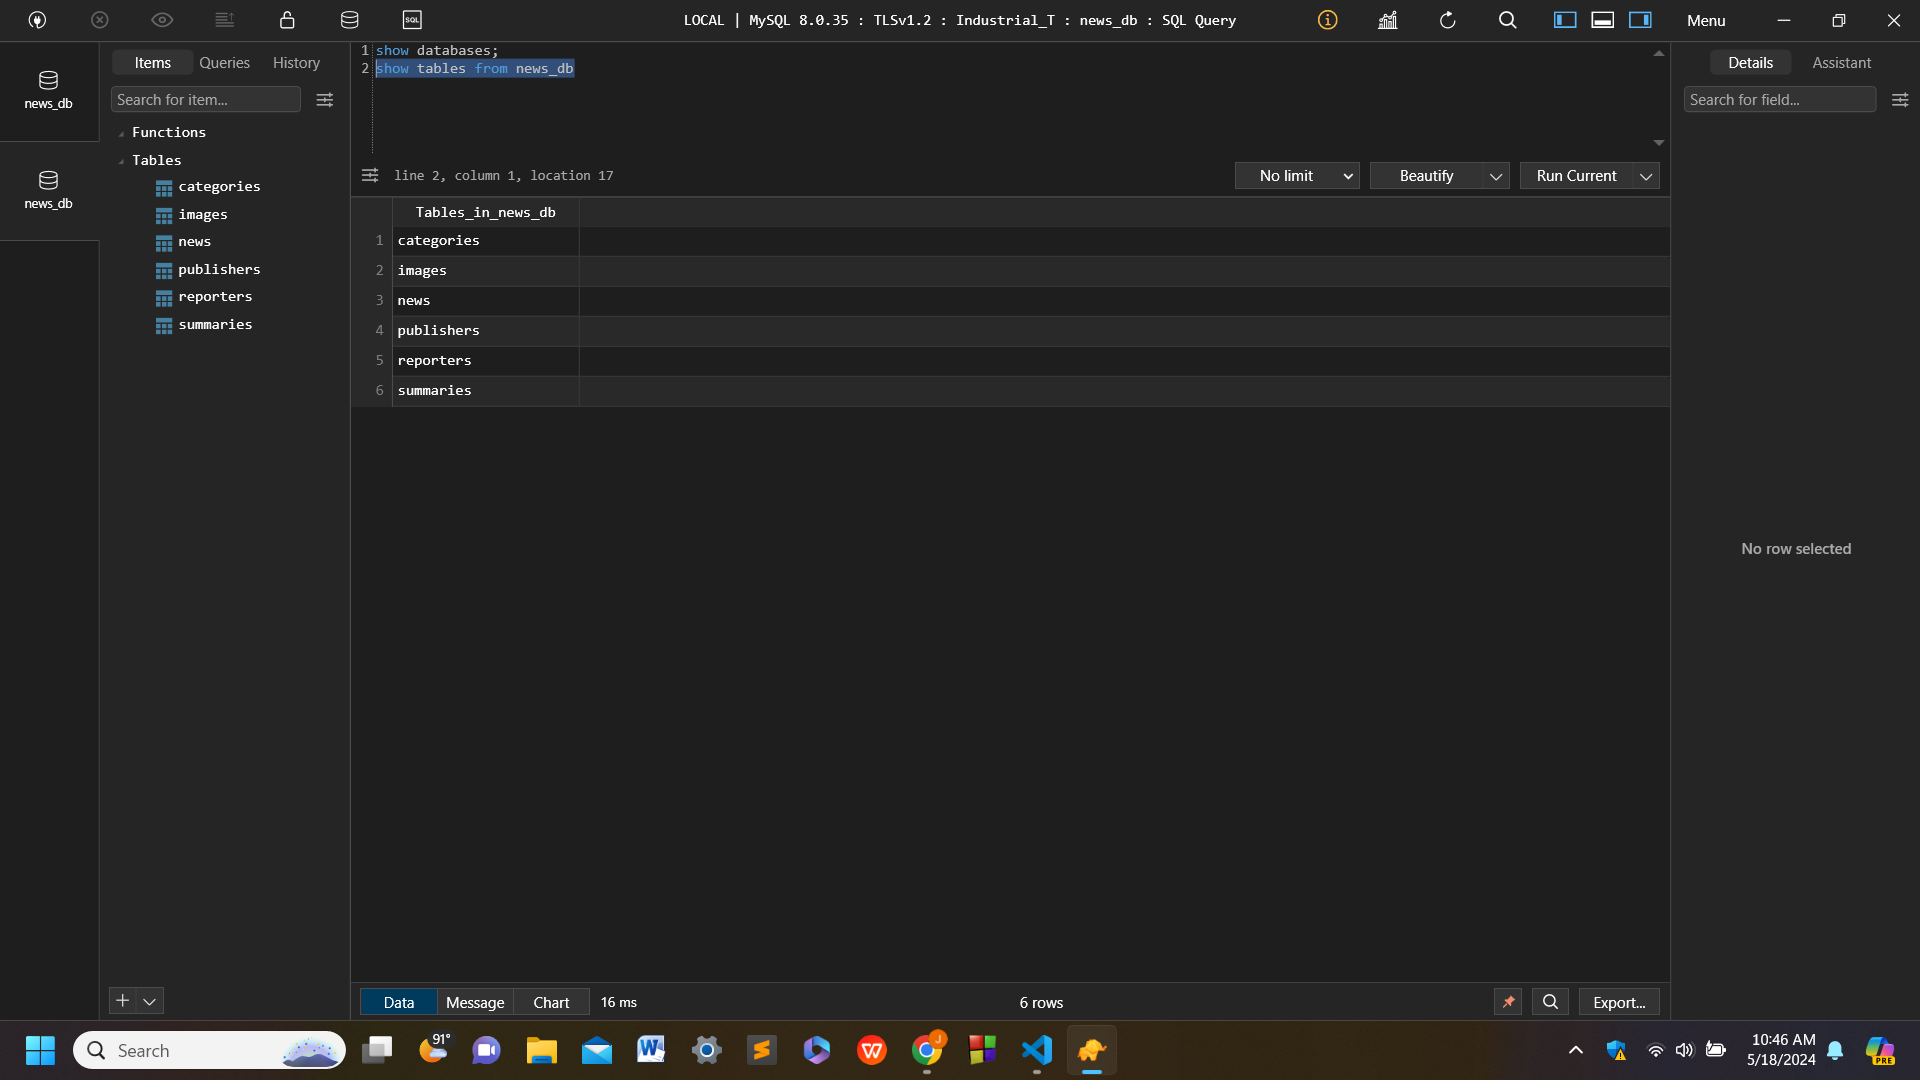 LOCAL | MySQL 8.0.35 : TLSv1.2 : Industrial_T : news_db : SQL Query
Menu
news_db
news_db
Items
Queries
History
Search for item...
Functions
Tables
categories
images
news
publishers
reporters
summaries
1 show databases;
2 show tables from news_db
line 2, column 1, location 17
No limit
Beautify
Run Current
Tables_in_news_db
1 categories
2 images
3 news
4 publishers
5 reporters
6 summaries
Details
Assistant
Search for field...
No row selected
Data
Message
Chart
16 ms
6 rows
Export...
Search
91°
J
10:46 AM
5/18/2024
PRE
SQL